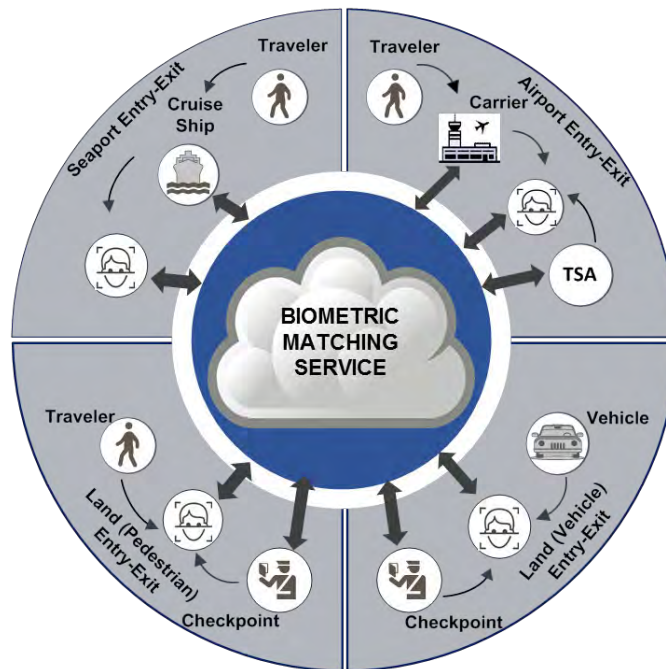 Traveler
Cruise
Ship
Seaport Entry-Exit
Traveler
Carrier
Airport Entry-Exit
TSA
BIOMETRIC
MATCHING
SERVICE
Traveler
Land (Pedestrian)
Entry-Exit
Checkpoint
Vehicle
Land (Vehicle)
Entry-Exit
Checkpoint